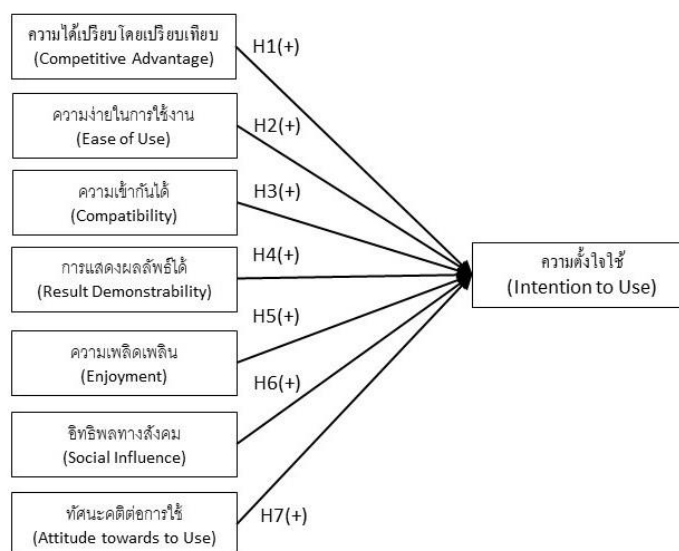 ความได้เปรียบโดยเปรียบเทียบ
(Competitive Advantage)
H1(+)
ความง่ายในการใช้งาน
(Ease of Use)
H2(+)
ความเข้ากันได้
(Compatibility)
H3(+)
การแสดงผลลัพธ์ได้
(Result Demonstrability)
H4(+)
ความเพลิดเพลิน
(Enjoyment)
H5(+)
อิทธิพลทางสังคม
(Social Influence)
H6(+)
ทัศนะคติต่อการใช้
(Attitude towards to Use)
H7(+)
ความตั้งใจใช้
(Intention to Use)